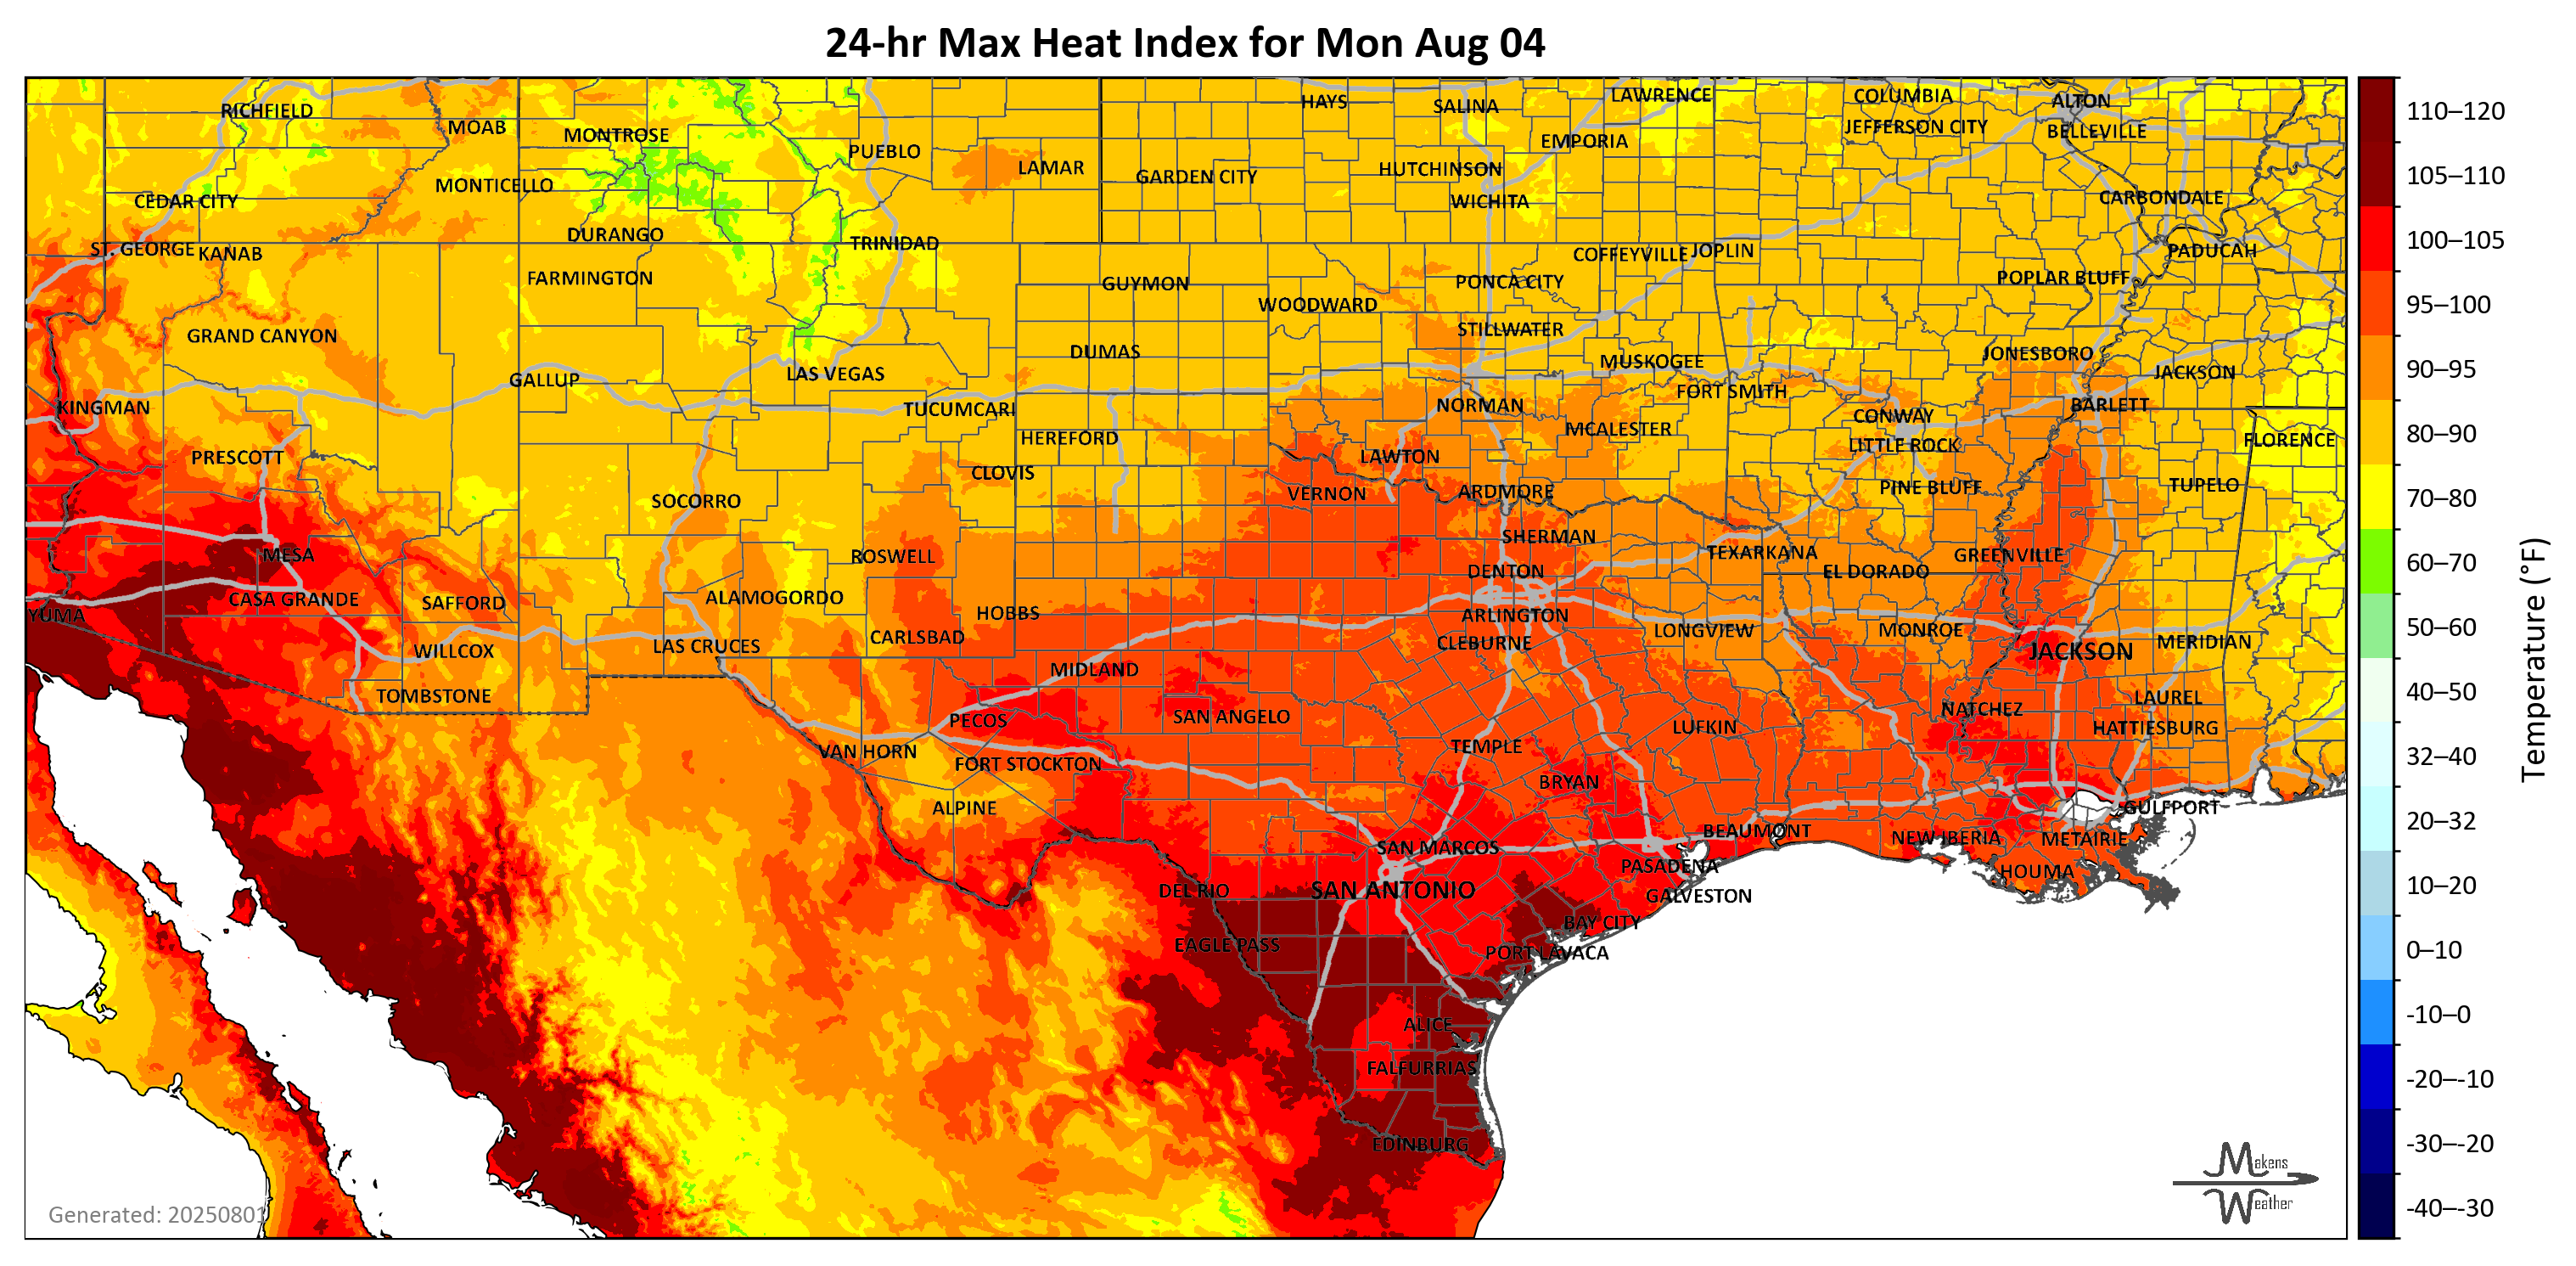 24-hr Max Heat Index for Mon Aug 04
RICHFIELD
MOAB
MONTROSE
PUEBLO
LAMAR
HAYS
SALINA
LAWRENCE
COLUMBIA
ALTON
GARDEN CITY
HUTCHINSON
EMPORIA
JEFFERSON CITY
BELLEVILLE
CEDAR CITY
MONTICELLO
WICHITA
CARBONDALE
ST. GEORGE
KANAB
DURANGO
TRINIDAD
COFFEYVILLE
JOPLIN
PADUCAH
FARMINGTON
GUYMON
WOODWARD
PONCA CITY
POPLAR BLUFF
GRAND CANYON
DUMAS
STILLWATER
MUSKOGEE
JONESBORO
JACKSON
GALLUP
LAS VEGAS
FORT SMITH
KINGMAN
TUCUMCARI
NORMAN
CONWAY
BARLETT
HEREFORD
MCALESTER
LITTLE ROCK
FLORENCE
PRESCOTT
CLOVIS
LAWTON
SOCORRO
VERNON
ARDMORE
PINE BLUFF
TUPELO
MESA
ROSWELL
SHERMAN
TEXARKANA
GREENVILLE
DENTON
EL DORADO
YUMA
CASA GRANDE
SAFFORD
ALAMOGORDO
HOBBS
ARLINGTON
WILLCOX
LAS CRUCES
CARLSBAD
CLEBURNE
LONGVIEW
MONROE
JACKSON
MERIDIAN
TOMBSTONE
MIDLAND
PECOS
SAN ANGELO
LUFKIN
NATCHEZ
LAUREL
HATTIESBURG
VAN HORN
FORT STOCKTON
TEMPLE
BRYAN
ALPINE
GULFPORT
SAN MARCOS
BEAUMONT
NEW IBERIA
METAIRIE
PASADENA
HOUMA
DEL RIO
SAN ANTONIO
GALVESTON
EAGLE PASS
BAY CITY
PORT LAVACA
ALICE
FALFURRIAS
EDINBURG
Generated: 20250801
Makens
Weather
110–120
105–110
100–105
95–100
90–95
80–90
70–80
60–70
50–60
40–50
32–40
20–32
10–20
0–10
-10–0
-20–-10
-30–-20
-40–-30
Temperature (°F)